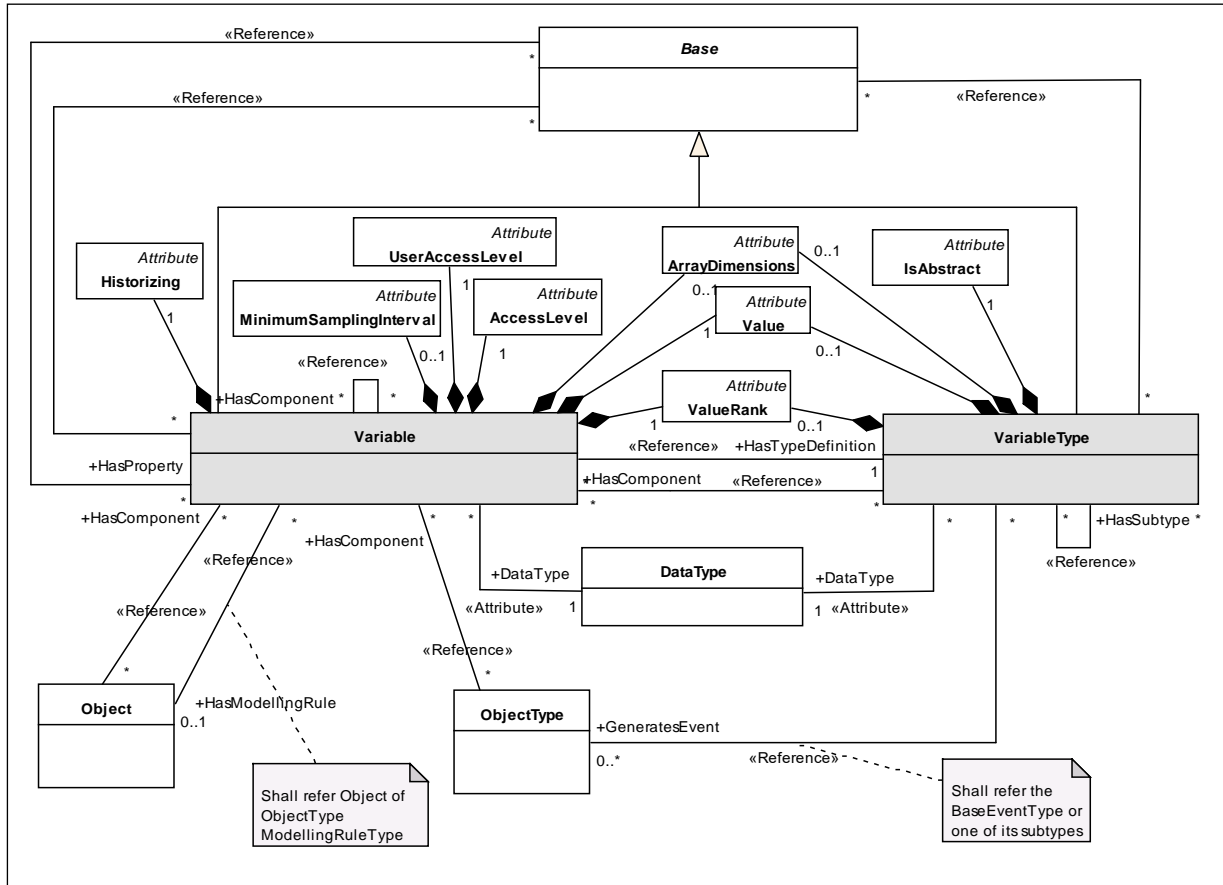 «Reference»
Base
*
«Reference»
*
«Reference»
*
*
Attribute
Historizing
1
Attribute
UserAccessLevel
1
Attribute
MinimumSamplingInterval
0..1
Attribute
AccessLevel
1
Attribute
ArrayDimensions
0..1
0..1
Attribute
Value
1
0..1
Attribute
IsAbstract
1
«Reference»
+HasComponent
*
*
*
Attribute
ValueRank
1
0..1
*
Variable
VariableType
«Reference»
+HasTypeDefinition
1
+HasProperty
*
*
+HasComponent
«Reference»
*
*
+HasComponent
*
*
+HasComponent
*
*
*
*
*
+HasSubtype
*
«Reference»
«Reference»
DataType
+DataType
1
«Attribute»
+DataType
1
«Attribute»
«Reference»
«Reference»
*
*
Object
+HasModellingRule
0..1
ObjectType
+GeneratesEvent
0..*
«Reference»
Shall refer Object of
ObjectType
ModellingRuleType
Shall refer the
BaseEventType or
one of its subtypes